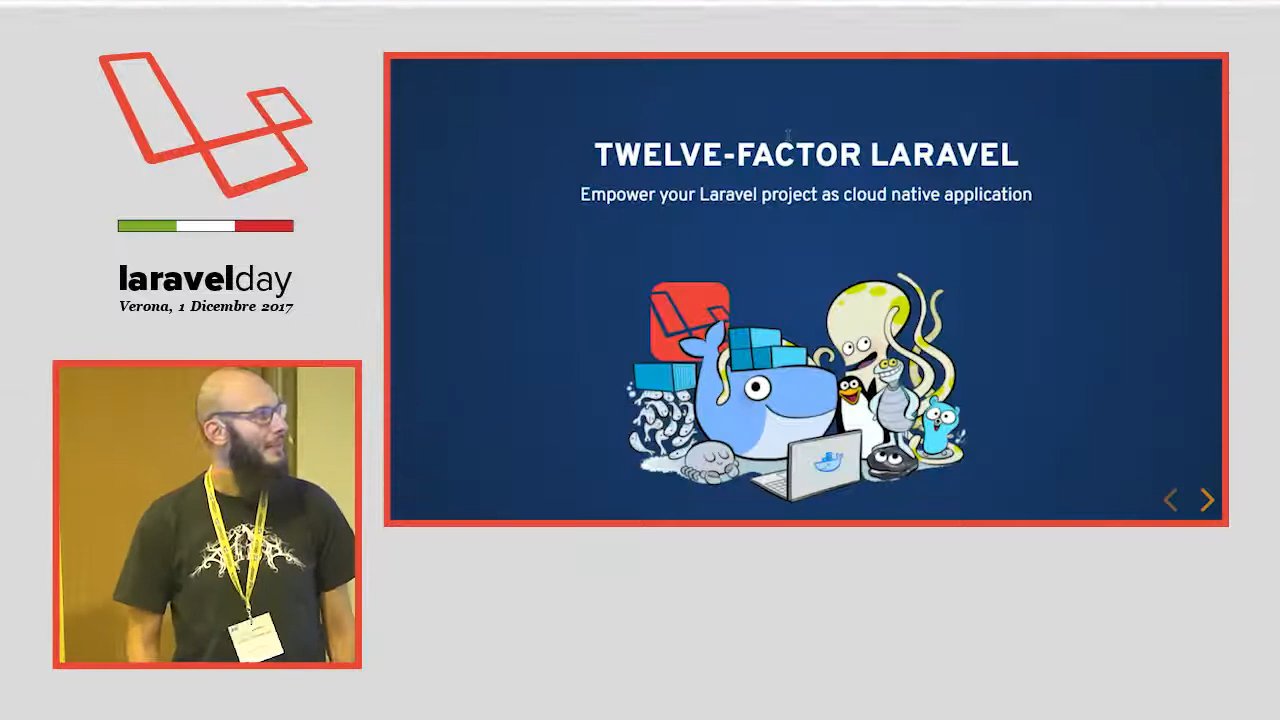 laravelday
Verona, 1 Dicembre 2017
TWELVE-FACTOR LARAVEL
Empower your Laravel project as cloud native application